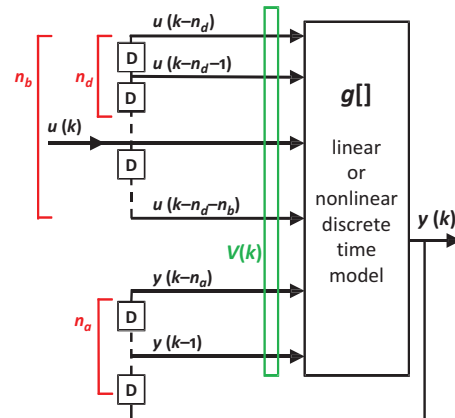 u (k–n_d)
D
u (k–n_d–1)
D
n_b
n_d
u (k)
D
u (k–n_d–n_b)
V(k)
y (k–n_a)
D
n_a
y (k–1)
D
g[]
linear
or
nonlinear
discrete
time
model
y (k)